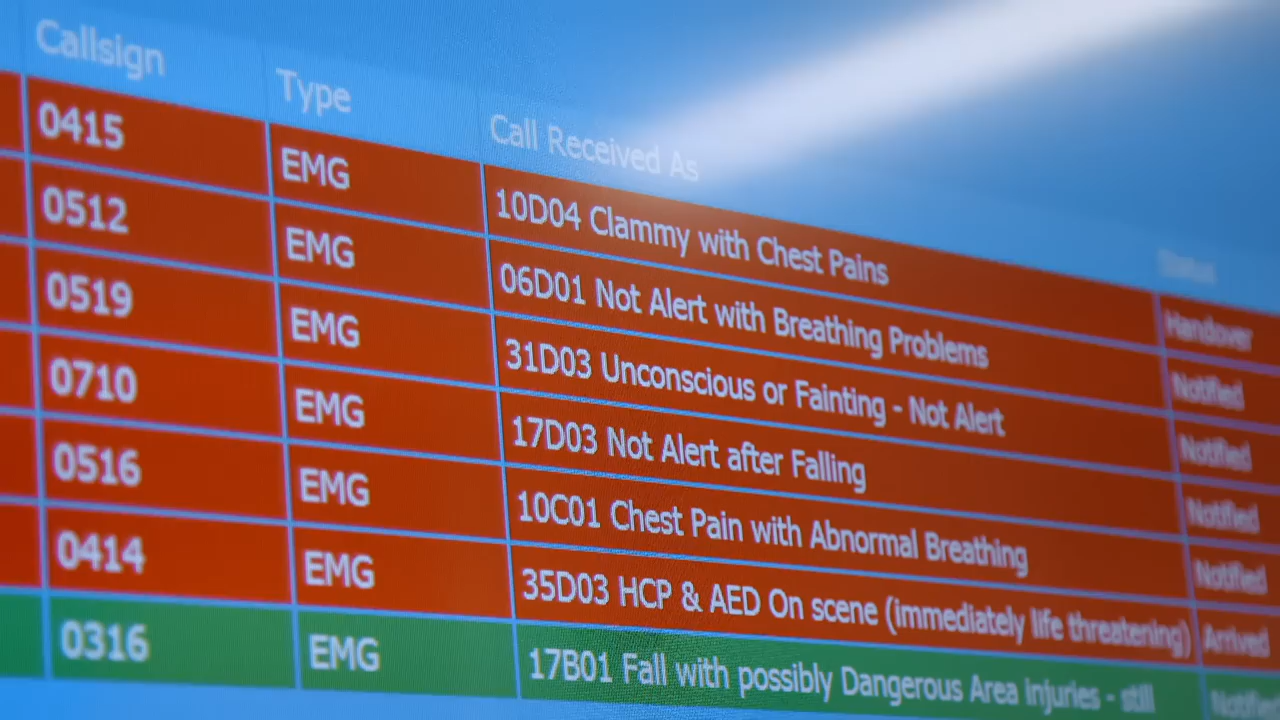 Callsign Type Call Received As Status
0415 EMG 10D04 Clammy with Chest Pains Handover
0512 EMG 06D01 Not Alert with Breathing Problems Notified
0519 EMG 31D03 Unconscious or Fainting - Not Alert Notified
0710 EMG 17D03 Not Alert after Falling Notified
0516 EMG 10C01 Chest Pain with Abnormal Breathing Notified
0414 EMG 35D03 HCP & AED On scene (immediately life threatening) Arrived
0316 EMG 17B01 Fall with possibly Dangerous Area injuries - still Notified